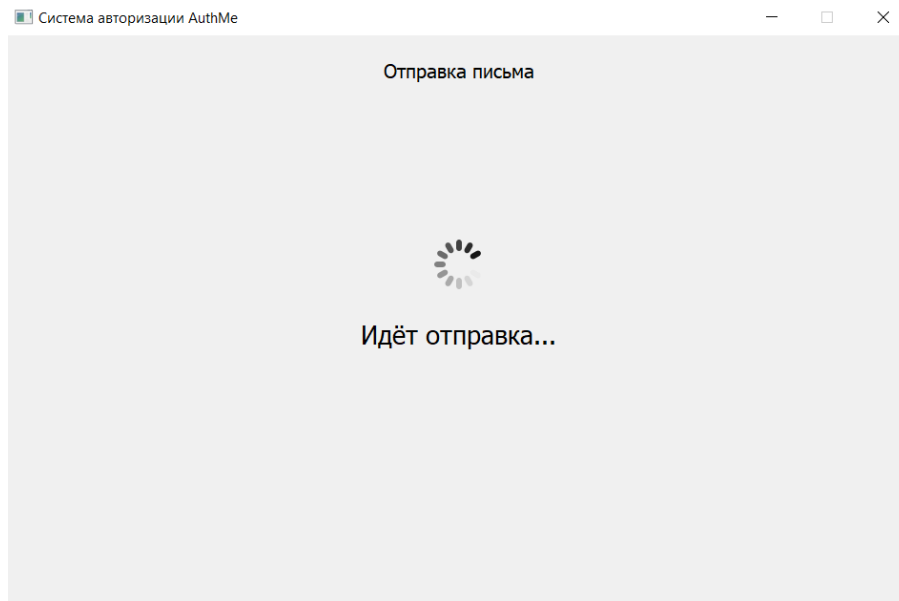 Система авторизации AuthMe
Отправка письма
Идёт отправка...